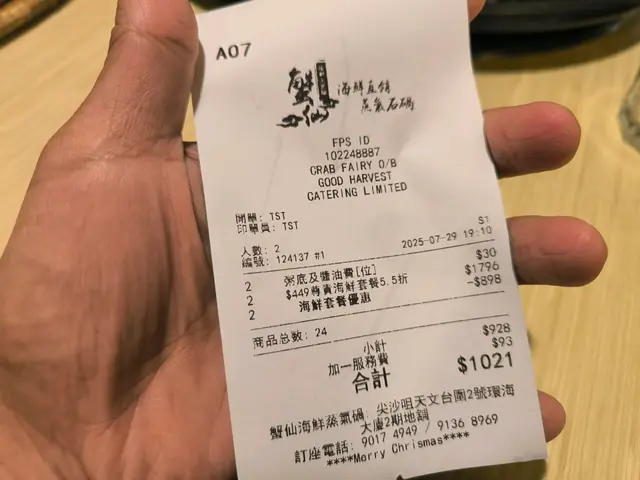 A07
蟹仙
海鮮直銷
蒸氣石鍋
FPS ID
102248887
CRAB FAIRY O/B
GOOD HARVEST
CATERING LIMITED
開單: TST
印單員: TST
人數: 2 ST
編號: 124137 #1 2025-07-29 19:10
2 粥底及醬油費[位] $30
2 $449尊貴海鮮套餐5.5折 $1796
2 海鮮套餐優惠 -$898
商品总数: 24
小計 $928
加一服務費 $93
合計 $1021
蟹仙海鮮蒸氣鍋: 尖沙咀天文台圍2號環海
大廈2期地舖
訂座電話: 9017 4949 / 9136 8969
****Merry Chrismas****